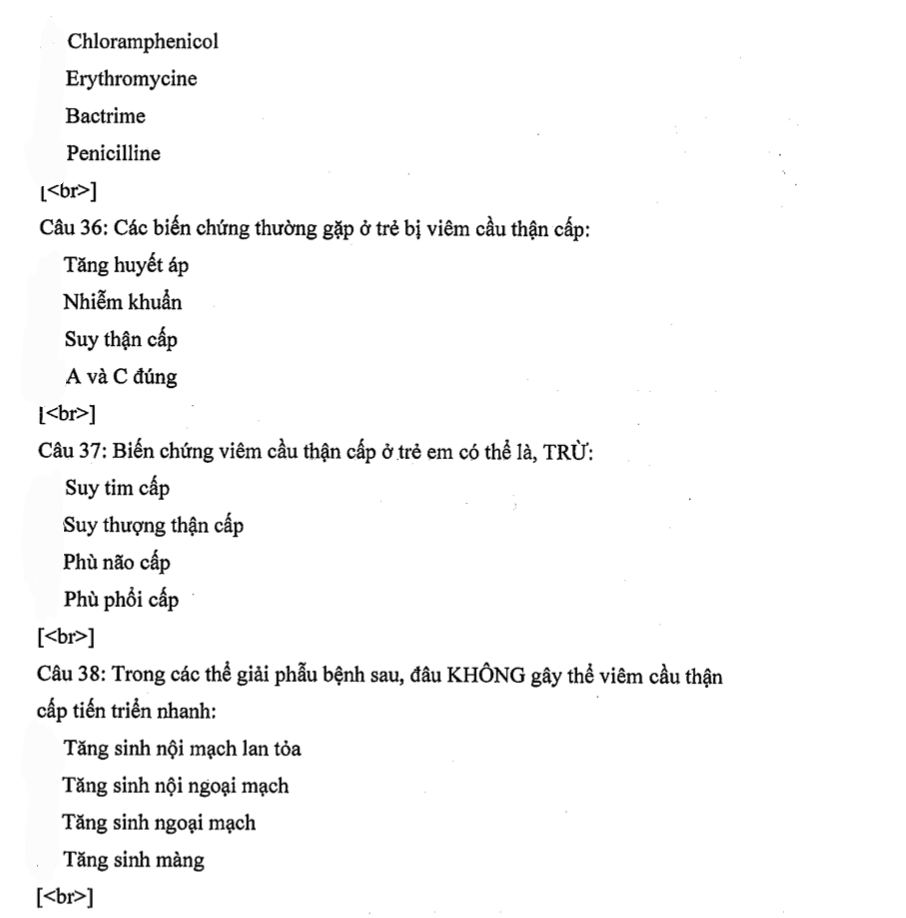 Chloramphenicol
Erythromycine
Bactrime
Penicilline
[<br>]
Câu 36: Các biến chứng thường gặp ở trẻ bị viêm cầu thận cấp:
Tăng huyết áp
Nhiễm khuẩn
Suy thận cấp
A và C đúng
[<br>]
Câu 37: Biến chứng viêm cầu thận cấp ở trẻ em có thể là, TRỪ:
Suy tim cấp
Suy thượng thận cấp
Phù não cấp
Phù phổi cấp
[<br>]
Câu 38: Trong các thể giải phẫu bệnh sau, đâu KHÔNG gây thể viêm cầu thận
cấp tiến triển nhanh:
Tăng sinh nội mạch lan tỏa
Tăng sinh nội ngoại mạch
Tăng sinh ngoại mạch
Tăng sinh màng
[<br>]